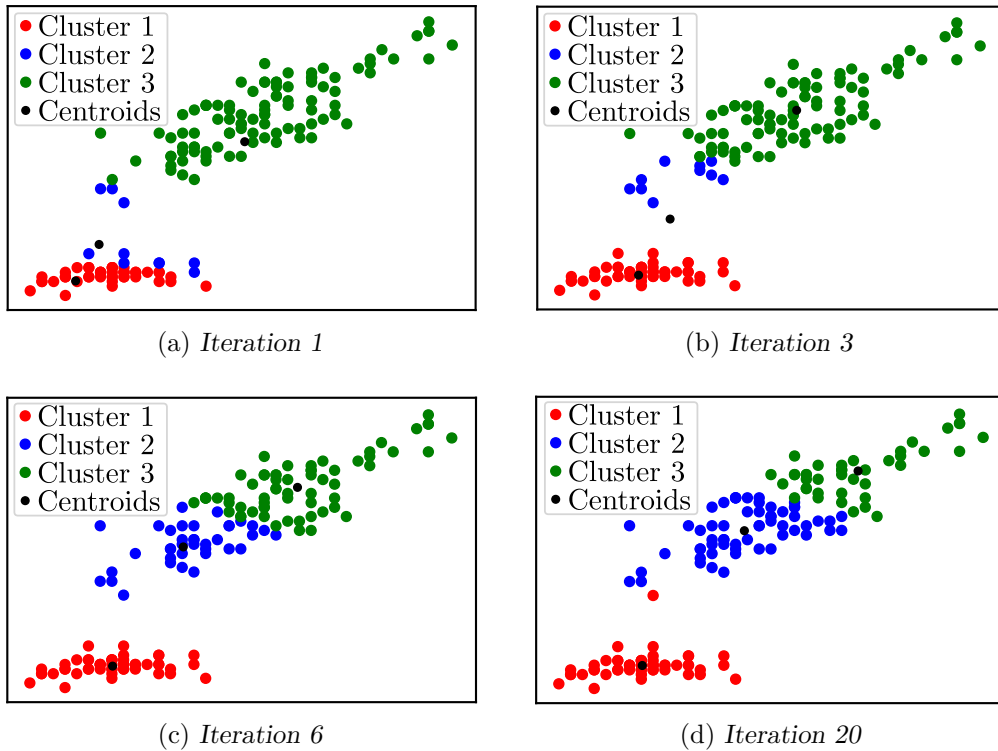 Cluster 1
Cluster 2
Cluster 3
Centroids
(a) Iteration 1
Cluster 1
Cluster 2
Cluster 3
Centroids
(b) Iteration 3
Cluster 1
Cluster 2
Cluster 3
Centroids
(c) Iteration 6
Cluster 1
Cluster 2
Cluster 3
Centroids
(d) Iteration 20